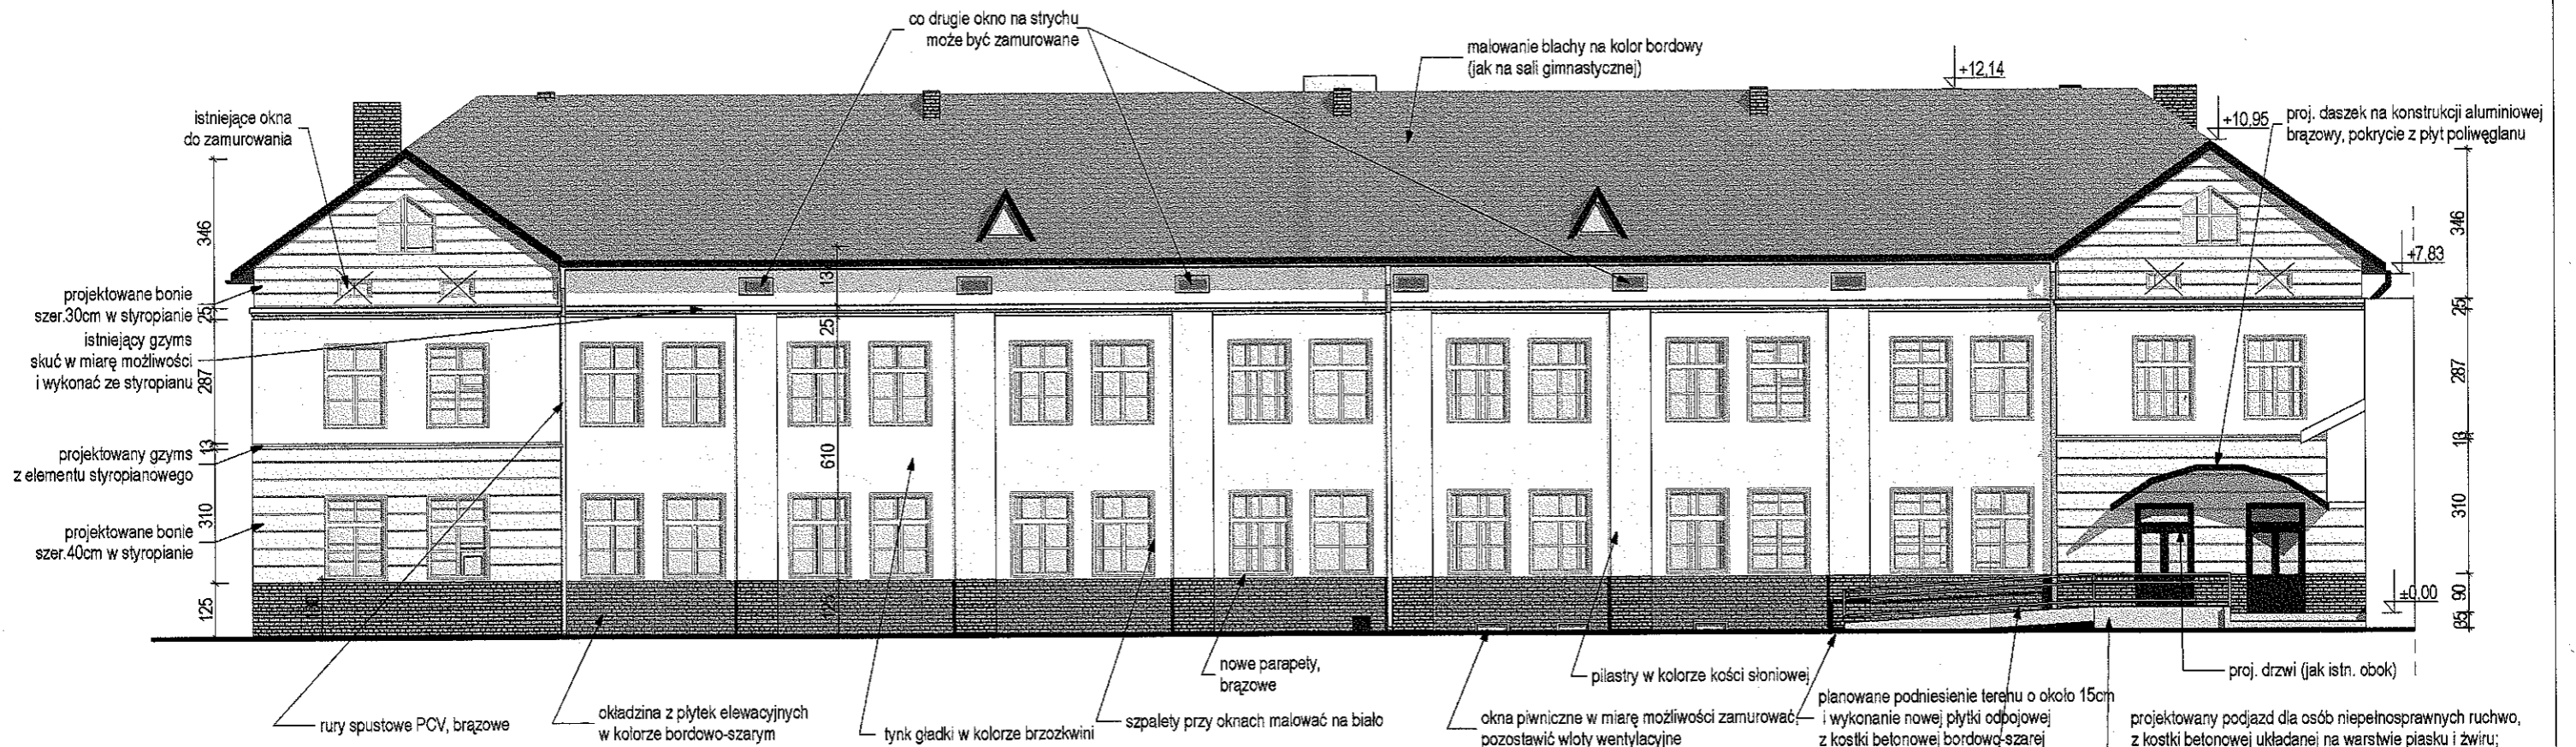 co drugie okno na strychu
może być zamurowane
malowanie blachy na kolor bordowy
(jak na sali gimnastycznej)
+12,14
istniejące okna
do zamurowania
+10,95
proj. daszek na konstrukcji aluminiowej
brązowy, pokrycie z płyt poliwęglanu
346
346
+7,83
projektowane bonie
szer.30cm w styropianie
25
25
25
istniejący gzyms
skuć w miarę możliwości
i wykonać ze styropianu
287
287
13
13
projektowany gzyms
z elementu styropianowego
610
310
310
projektowane bonie
szer.40cm w styropianie
125
±0,00
90
35
rury spustowe PCV, brązowe
okładzina z płytek elewacyjnych
w kolorze bordowo-szarym
tynk gładki w kolorze brzozkwini
szpalety przy oknach malować na biało
nowe parapety,
brązowe
pilastry w kolorze kości słoniowej
okna piwniczne w miarę możliwości zamurować,
pozostawić wloty wentylacyjne
planowane podniesienie terenu o około 15cm
i wykonanie nowej płytki odbojowej
z kostki betonowej bordowo-szarej
proj. drzwi (jak istn. obok)
projektowany podjazd dla osób niepełnosprawnych ruchwo,
z kostki betonowej układanej na warstwie piasku i żwiru;